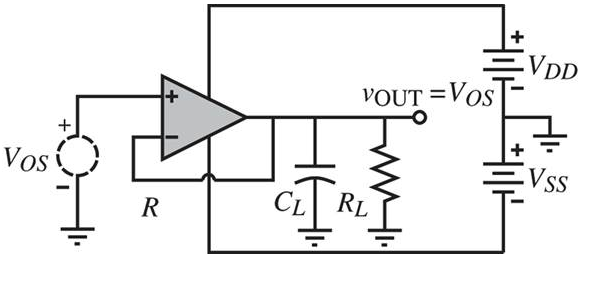 +
VDD
-
vOUT =VOS
+
-
+
VOS
-
+
VSS
-
R
CL
RL